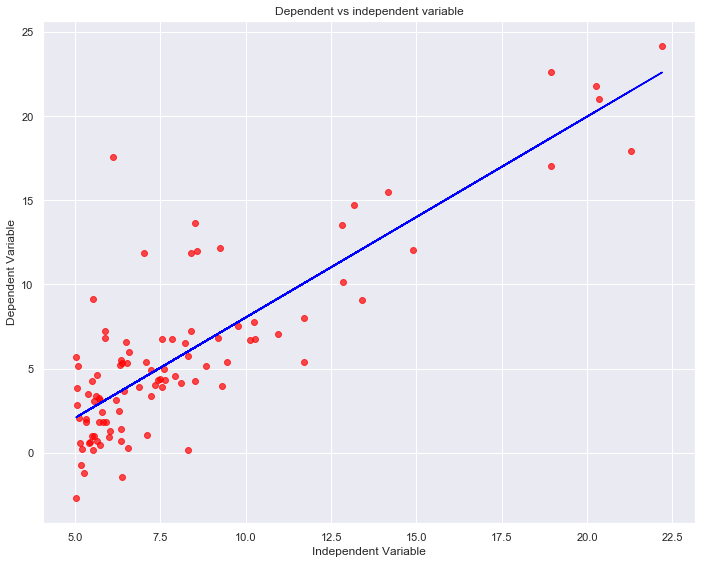 Dependent vs independent variable
25
20
15
10
5
0
Dependent Variable
5.0 7.5 10.0 12.5 15.0 17.5 20.0 22.5
Independent Variable